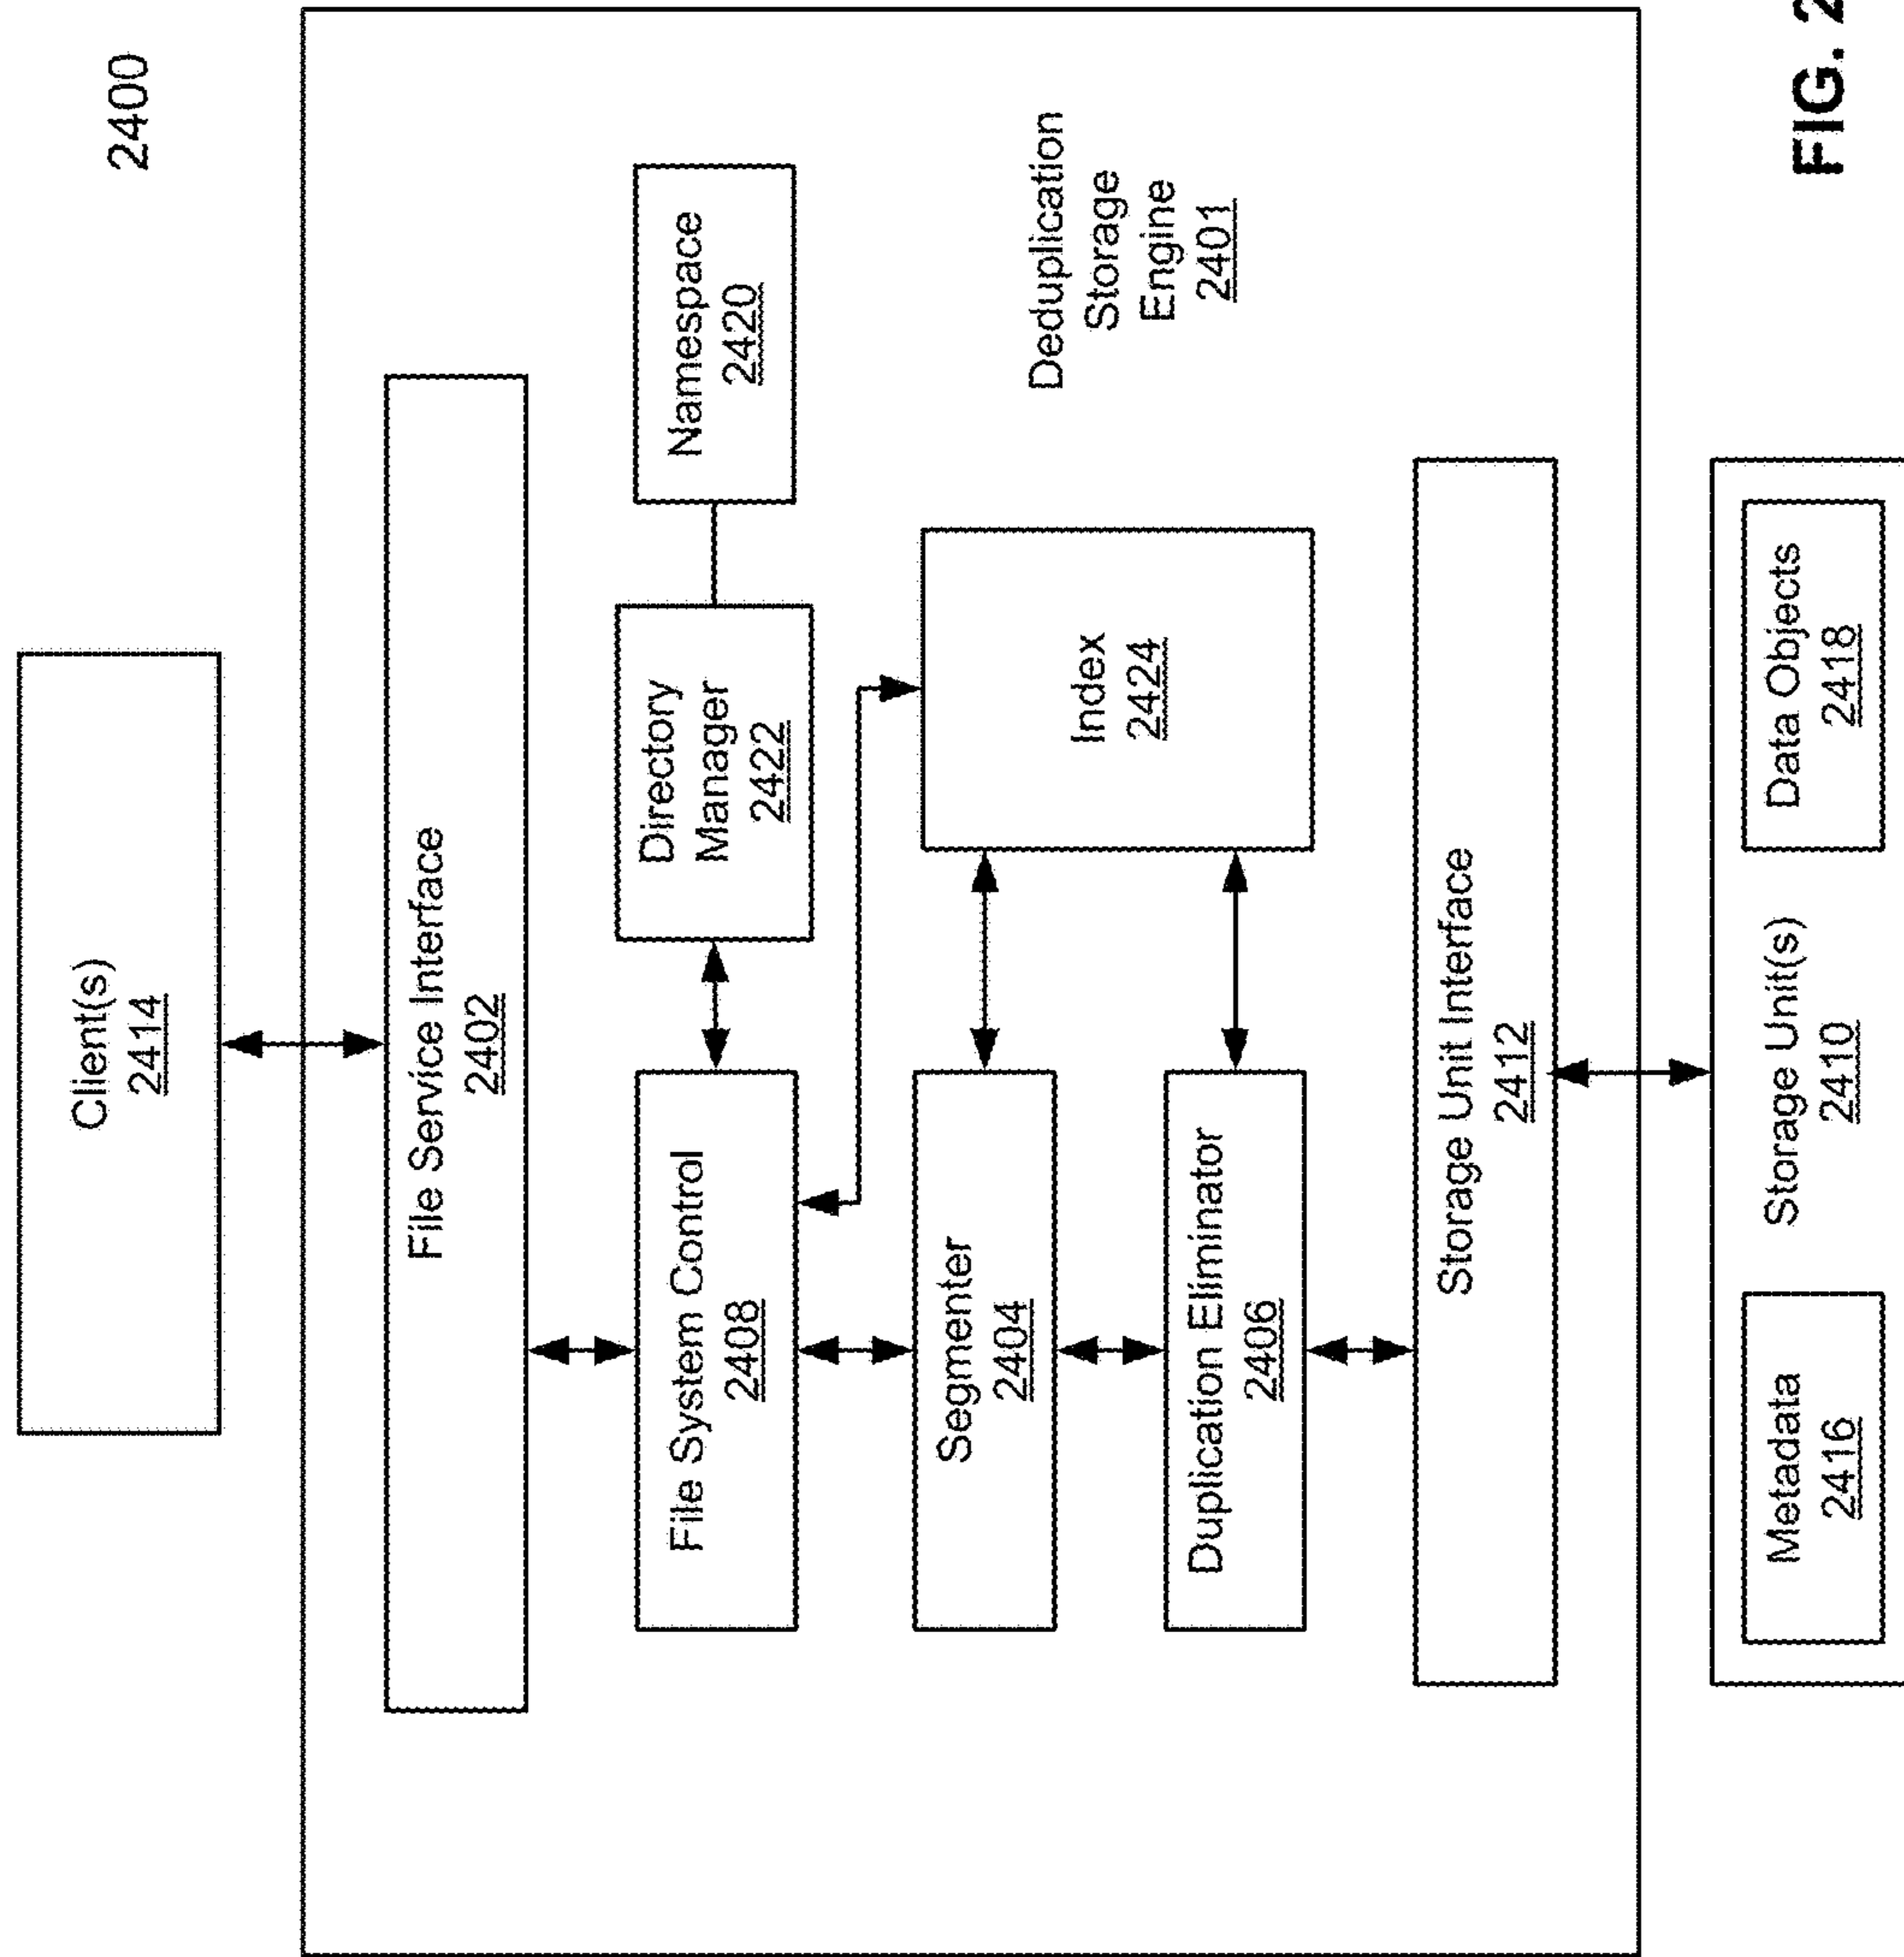 2400
Client(s)
2414
File Service Interface
2402
File System Control
2408
Directory
Manager
2422
Namespace
2420
Segmenter
2404
Index
2424
Duplication Eliminator
2406
Deduplication
Storage
Engine
2401
Storage Unit Interface
2412
Metadata
2416
Storage Unit(s)
2410
Data Objects
2418
FIG. 2